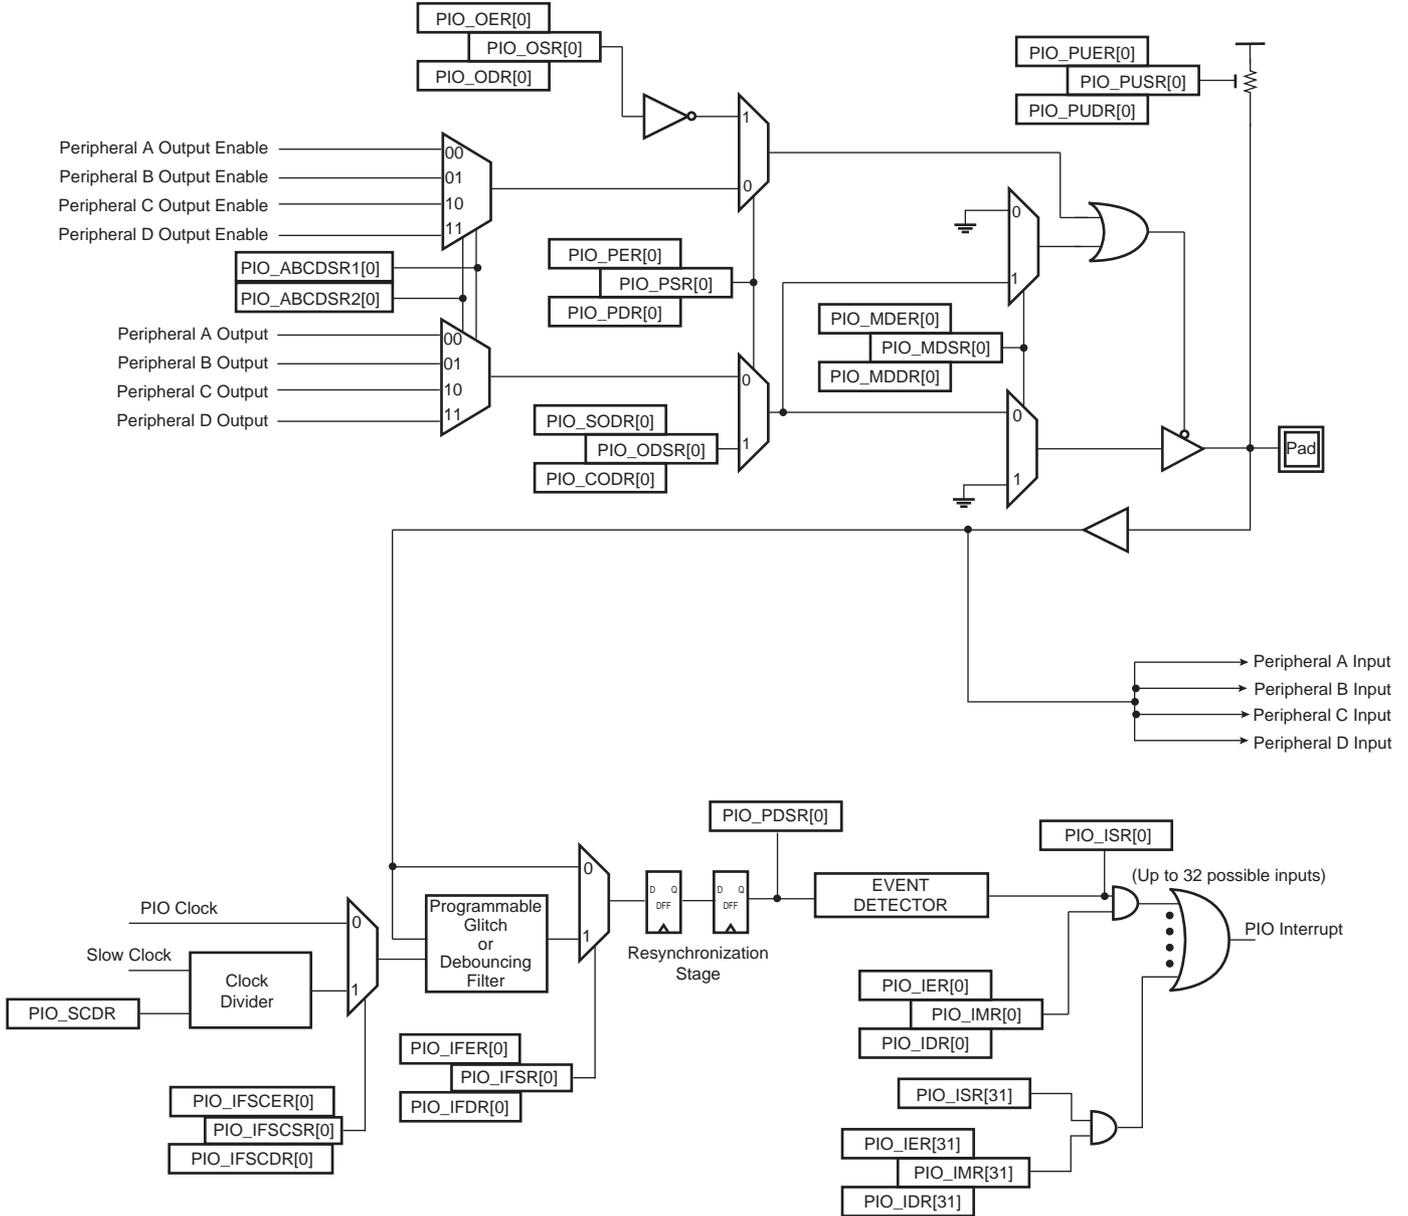 PIO_OER[0]
PIO_OSR[0]
PIO_ODR[0]
PIO_PUER[0]
PIO_PUSR[0]
PIO_PUDR[0]
1
0
Peripheral A Output Enable
Peripheral B Output Enable
Peripheral C Output Enable
Peripheral D Output Enable
00
01
10
11
PIO_ABCDSR1[0]
PIO_ABCDSR2[0]
PIO_PER[0]
PIO_PSR[0]
PIO_PDR[0]
0
1
PIO_MDER[0]
PIO_MDSR[0]
PIO_MDDR[0]
Peripheral A Output
Peripheral B Output
Peripheral C Output
Peripheral D Output
00
01
10
11
0
1
PIO_SODR[0]
PIO_ODSR[0]
PIO_CODR[0]
0
1
Pad
Peripheral A Input
Peripheral B Input
Peripheral C Input
Peripheral D Input
PIO_PDSR[0]
PIO_ISR[0]
(Up to 32 possible inputs)
0
1
D Q
DFF
D Q
DFF
Resynchronization
Stage
EVENT
DETECTOR
PIO Interrupt
PIO Clock
Slow Clock
PIO_SCDR
Clock
Divider
0
1
Programmable
Glitch
or
Debouncing
Filter
PIO_IER[0]
PIO_IMR[0]
PIO_IDR[0]
PIO_IFER[0]
PIO_IFSR[0]
PIO_IFDR[0]
PIO_IFSCER[0]
PIO_IFSCSR[0]
PIO_IFSCDR[0]
PIO_ISR[31]
PIO_IER[31]
PIO_IMR[31]
PIO_IDR[31]